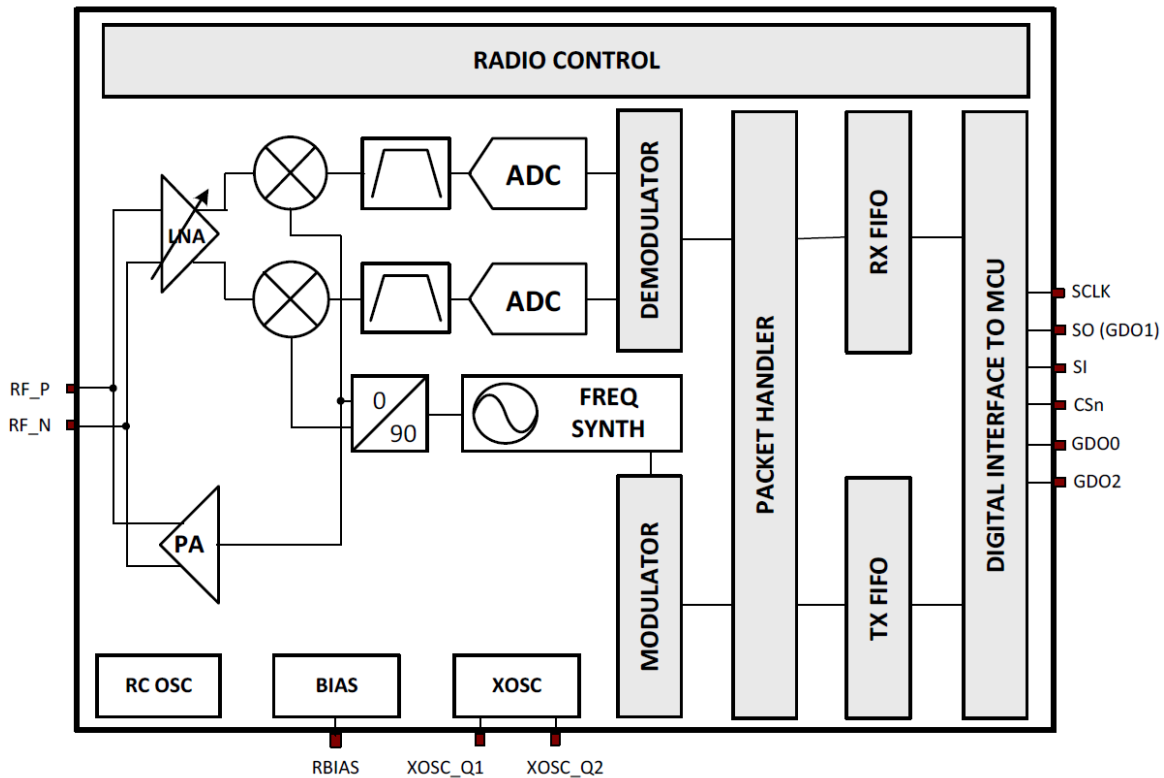 RADIO CONTROL
LNA
ADC
ADC
DEMODULATOR
PACKET HANDLER
RX FIFO
DIGITAL INTERFACE TO MCU
SCLK
SO (GDO1)
SI
CSn
GDO0
GDO2
RF_P
RF_N
0
90
FREQ
SYNTH
PA
MODULATOR
TX FIFO
RC OSC
BIAS
XOSC
RBIAS
XOSC_Q1
XOSC_Q2